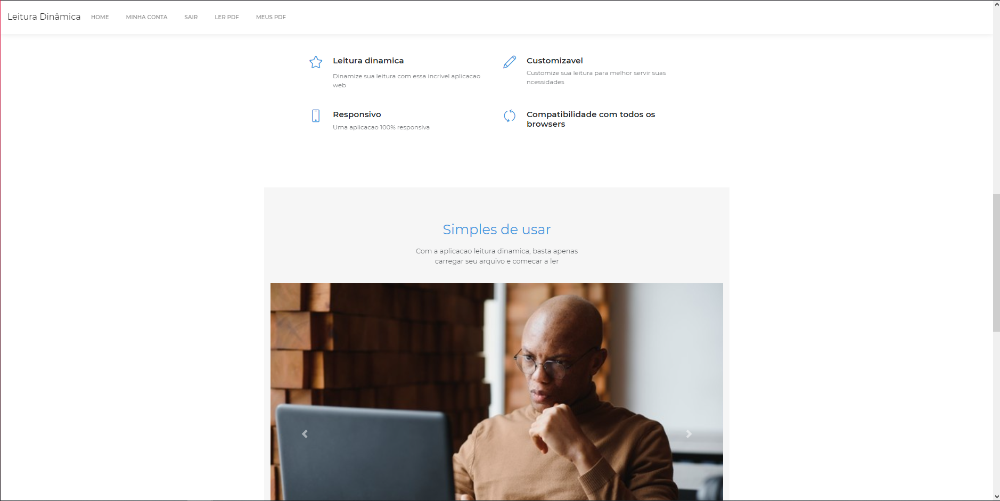 Leitura Dinâmica HOME MINHA CONTA SAIR LER PDF MEUS PDF
Leitura dinamica
Dinamize sua leitura com essa incrivel aplicacao
web
Customizavel
Customize sua leitura para melhor servir suas
ncessidades
Responsivo
Uma aplicacao 100% responsiva
Compatibilidade com todos os
browsers
Simples de usar
Com a aplicacao leitura dinamica, basta apenas
carregar seu arquivo e comecar a ler